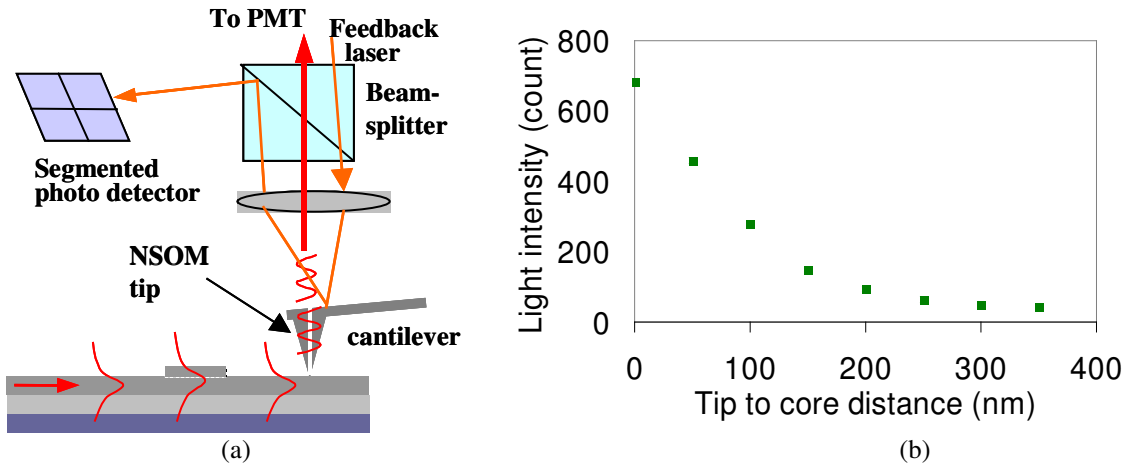 To PMT
Feedback
laser
Beam-
splitter
Segmented
photo detector
NSOM
tip
cantilever
(a)
Light intensity (count)
800
600
400
200
0
0 100 200 300 400
Tip to core distance (nm)
(b)